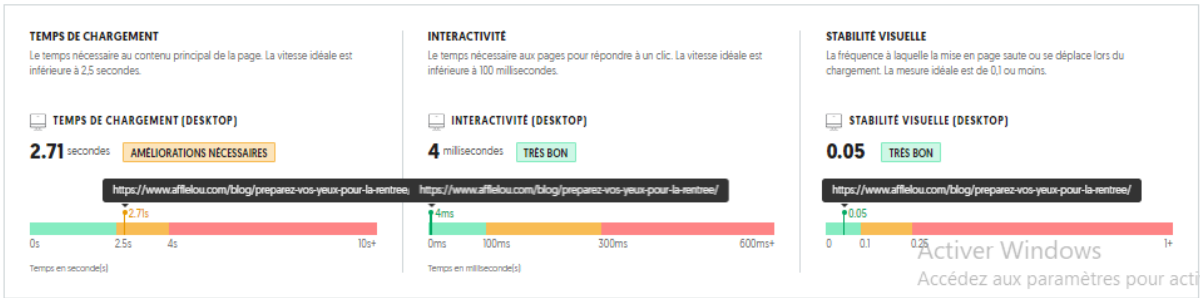 TEMPS DE CHARGEMENT
Le temps nécessaire au contenu principal de la page. La vitesse idéale est
inférieure à 2,5 secondes.
TEMPS DE CHARGEMENT (DESKTOP)
2.71 secondes AMÉLIORATIONS NÉCESSAIRES
https://www.afflelou.com/blog/preparez-vos-yeux-pour-la-rentree
2.71s
0s 2.5s 4s 10s+
Temps en seconde(s)
INTERACTIVITÉ
Le temps nécessaire aux pages pour répondre à un clic. La vitesse idéale est
inférieure à 100 millisecondes.
INTERACTIVITÉ (DESKTOP)
4 millisecondes TRÈS BON
https://www.afflelou.com/blog/preparez-vos-yeux-pour-la-rentree/
4ms
0ms 100ms 300ms 600ms+
Temps en milliseconde(s)
STABILITÉ VISUELLE
La fréquence à laquelle la mise en page saute ou se déplace lors du
chargement. La mesure idéale est de 0,1 ou moins.
STABILITÉ VISUELLE (DESKTOP)
0.05 TRÈS BON
https://www.afflelou.com/blog/preparez-vos-yeux-pour-la-rentree/
0.05
0 0.1 0.25 1+
Activer Windows
Accédez aux paramètres pour acti